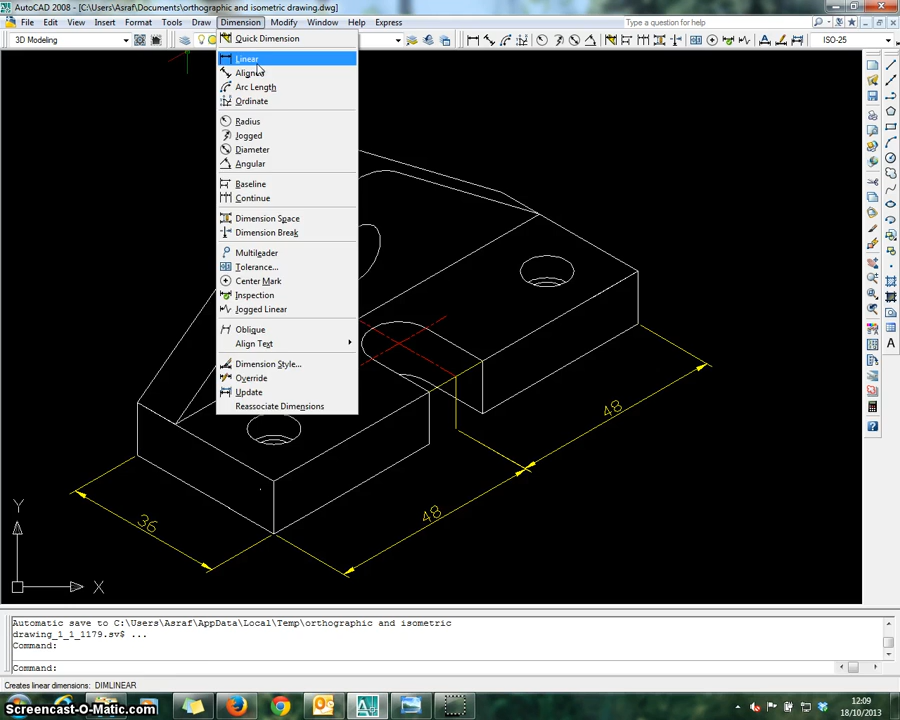 AutoCAD 2008 - [C:\Users\Asraf\Documents\orthographic and isometric drawing.dwg]
File Edit View Insert Format Tools Draw Dimension Modify Window Help Express
Type a question for help
3D Modeling
ISO-25
Quick Dimension
Linear
Aligned
Arc Length
Ordinate
Radius
Jogged
Diameter
Angular
Baseline
Continue
Dimension Space
Dimension Break
Multileader
Tolerance...
Center Mark
Inspection
Jogged Linear
Oblique
Align Text
Dimension Style...
Override
Update
Reassociate Dimensions
48
48
36
Y
X
Automatic save to C:\Users\Asraf\AppData\Local\Temp\orthographic and isometric
drawing_1_1_1179.sv$ ...
Command:
Command:
Creates linear dimensions: DIMLINEAR
Screencast-O-Matic.com
12:09
18/10/2013